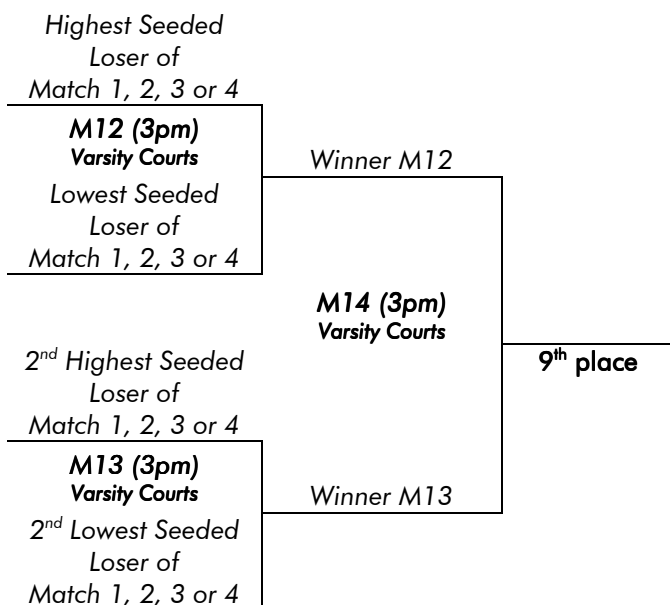 Highest Seeded
Loser of
Match 1, 2, 3 or 4
M12 (3pm)
Varsity Courts
Winner M12
Lowest Seeded
Loser of
Match 1, 2, 3 or 4
M14 (3pm)
Varsity Courts
2nd Highest Seeded
Loser of
Match 1, 2, 3 or 4
9th place
M13 (3pm)
Varsity Courts
Winner M13
2nd Lowest Seeded
Loser of
Match 1, 2, 3 or 4